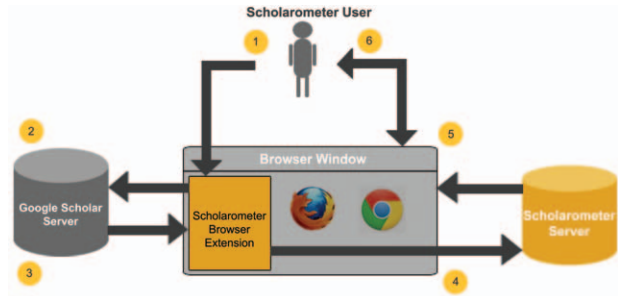 Scholarometer User
1
6
2
5
Browser Window
Google Scholar
Server
Scholarometer
Browser
Extension
Scholarometer
Server
3
4